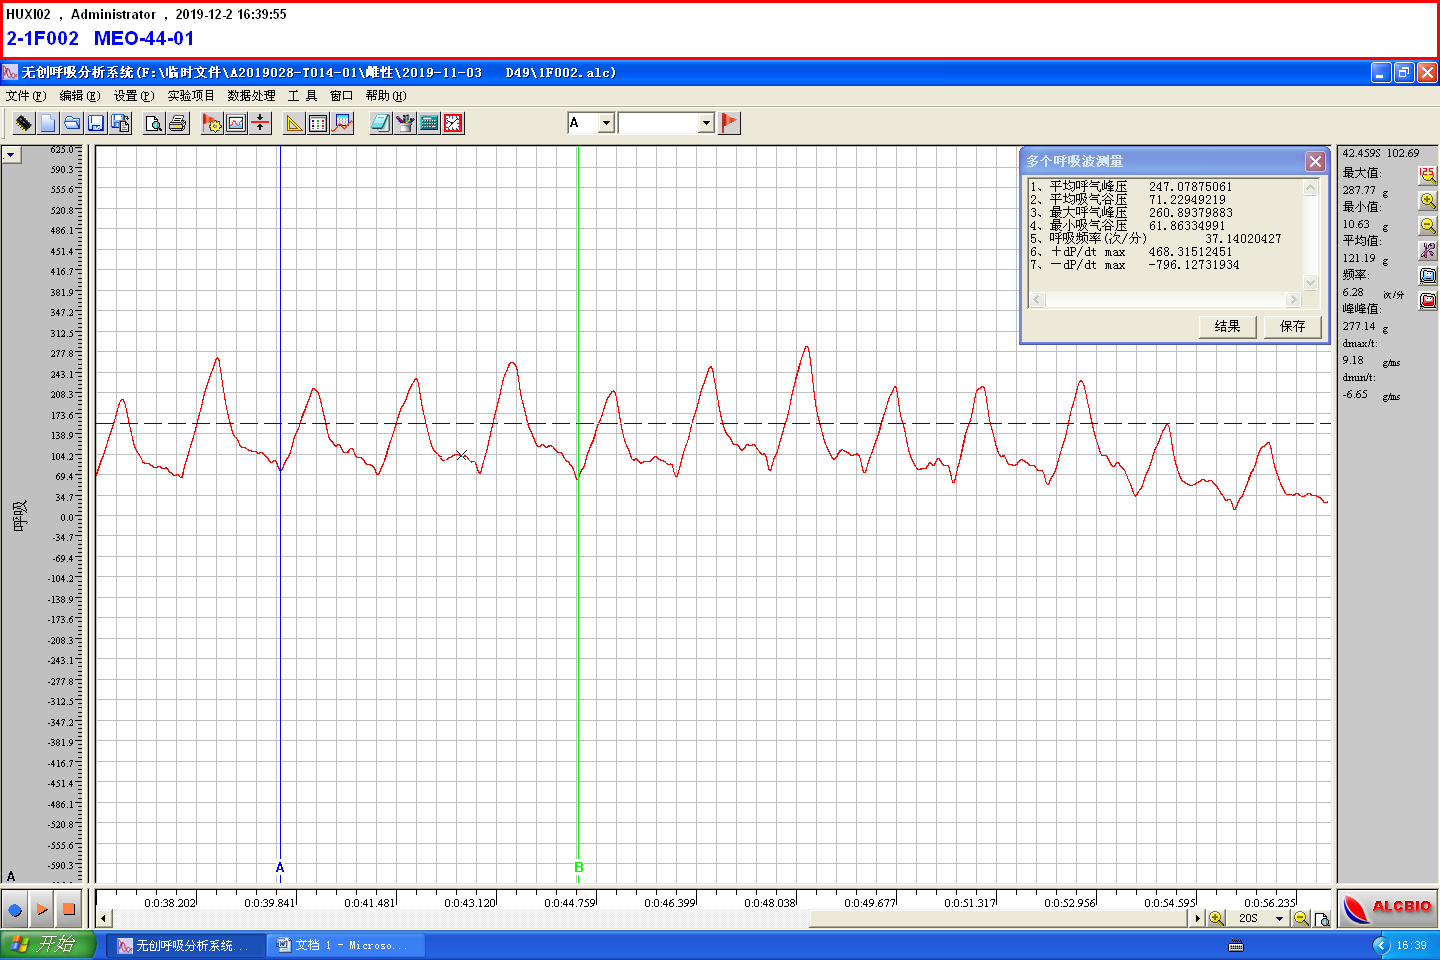 HUXI02 , Administrator , 2019-12-2 16:39:55
2-1F002 MEO-44-01
无创呼吸分析系统(F:\临时文件\A2019028-T014-01\雌性\2019-11-03 D49\1F002.alc)
文件(F) 编辑(E) 设置(P) 实验项目 数据处理 工 具 窗口 帮助(H)
A
625.0
590.3
555.6
520.8
486.1
451.4
416.7
381.9
347.2
312.5
277.8
243.1
208.3
173.6
138.9
104.2
69.4
34.7
0.0
-34.7
-69.4
-104.2
-138.9
-173.6
-208.3
-243.1
-277.8
-312.5
-347.2
-381.9
-416.7
-451.4
-486.1
-520.8
-555.6
-590.3
呼吸
A
A
B
多个呼吸波测量
1、平均呼气峰压 247.07875061
2、平均吸气谷压 71.22949219
3、最大呼气峰压 260.89379883
4、最小吸气谷压 61.86334991
5、呼吸频率(次/分) 37.14020427
6、＋dP/dt max 468.31512451
7、－dP/dt max -796.12731934
结果 保存
42.459S 102.69
最大值:
287.77 g
最小值:
10.63 g
平均值:
121.19 g
频率:
6.28 次/分
峰峰值:
277.14 g
dmax/t:
9.18 g/ms
dmin/t:
-6.65 g/ms
125
0:0:38.202 0:0:39.841 0:0:41.481 0:0:43.120 0:0:44.759 0:0:46.399 0:0:48.038 0:0:49.677 0:0:51.317 0:0:52.956 0:0:54.595 0:0:56.235
20S
ALCBIO
开始 无创呼吸分析系统... 文档 1 - Microso... 16:39